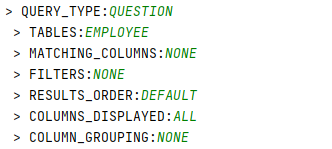 > QUERY_TYPE:QUESTION
> TABLES:EMPLOYEE
> MATCHING_COLUMNS:NONE
> FILTERS:NONE
> RESULTS_ORDER:DEFAULT
> COLUMNS_DISPLAYED:ALL
> COLUMN_GROUPING:NONE